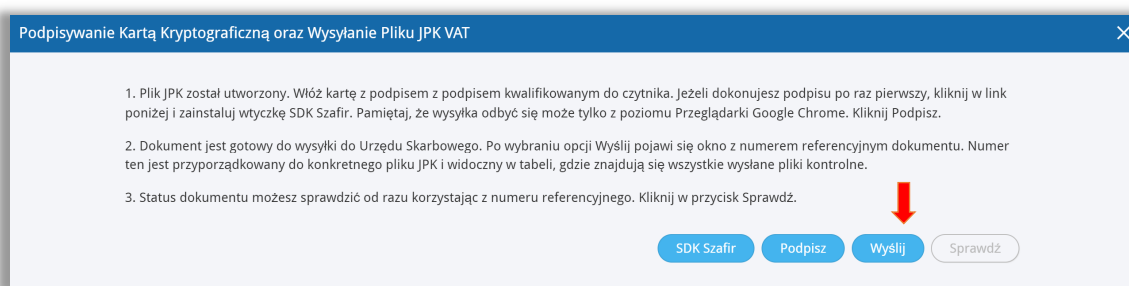 Podpisywanie Kartą Kryptograficzną oraz Wysyłanie Pliku JPK VAT
1. Plik JPK został utworzony. Włóż kartę z podpisem z podpisem kwalifikowanym do czytnika. Jeżeli dokonujesz podpisu po raz pierwszy, kliknij w link
poniżej i zainstaluj wtyczkę SDK Szafir. Pamiętaj, że wysyłka odbyć się może tylko z poziomu Przeglądarki Google Chrome. Kliknij Podpisz.
2. Dokument jest gotowy do wysyłki do Urzędu Skarbowego. Po wybraniu opcji Wyślij pojawi się okno z numerem referencyjnym dokumentu. Numer
ten jest przyporządkowany do konkretnego pliku JPK i widoczny w tabeli, gdzie znajdują się wszystkie wysłane pliki kontrolne.
3. Status dokumentu możesz sprawdzić od razu korzystając z numeru referencyjnego. Kliknij w przycisk Sprawdź.
SDK Szafir Podpisz Wyślij Sprawdź